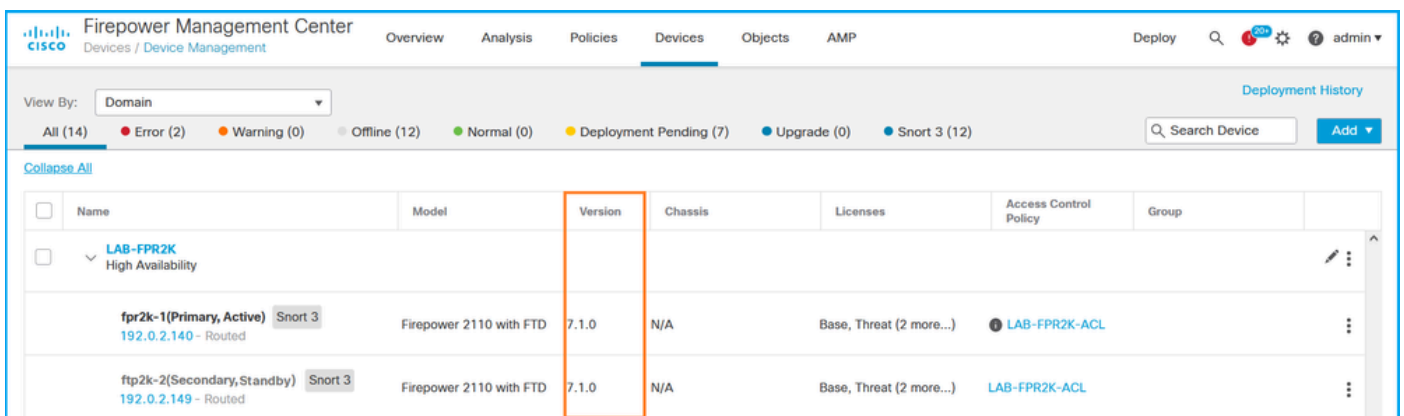 Firepower Management Center
CISCO
Devices / Device Management
Overview Analysis Policies Devices Objects AMP
Deploy 20+ admin
Deployment History
View By: Domain
All (14) Error (2) Warning (0) Offline (12) Normal (0) Deployment Pending (7) Upgrade (0) Snort 3 (12)
Search Device Add
Collapse All
Name Model Version Chassis Licenses Access Control Policy Group
LAB-FPR2K
High Availability
fpr2k-1(Primary, Active) Snort 3
192.0.2.140 - Routed
Firepower 2110 with FTD 7.1.0 N/A Base, Threat (2 more...) LAB-FPR2K-ACL
ftp2k-2(Secondary, Standby) Snort 3
192.0.2.149 - Routed
Firepower 2110 with FTD 7.1.0 N/A Base, Threat (2 more...) LAB-FPR2K-ACL